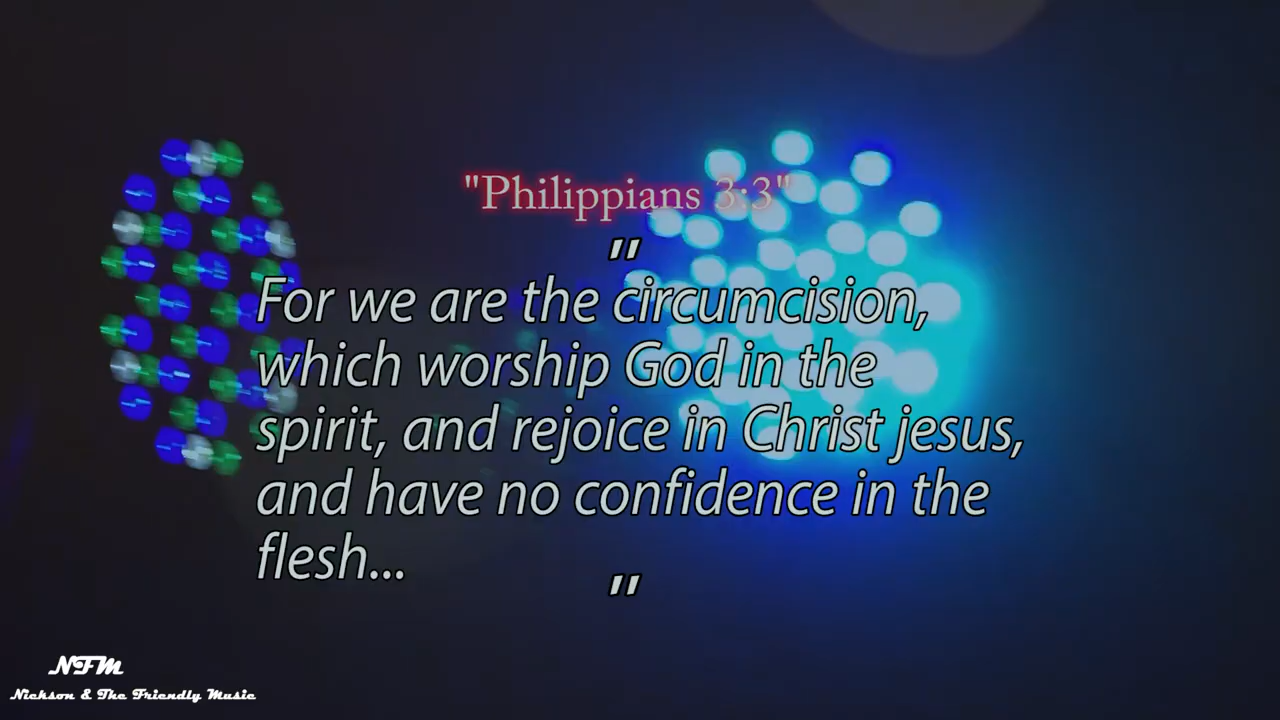 "Philippians 3:3"
"
For we are the circumcision,
which worship God in the
spirit, and rejoice in Christ jesus,
and have no confidence in the
flesh...
"
NFM
Nickson & The Friendly Music